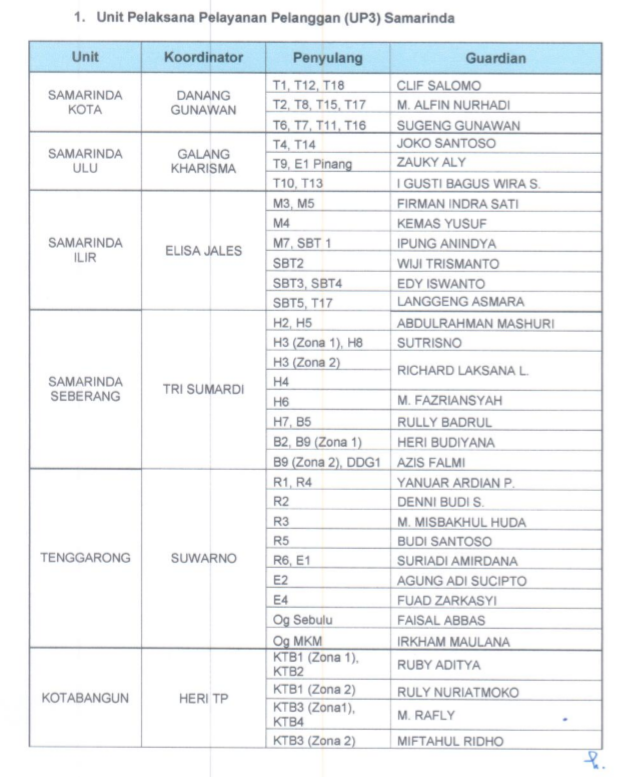 1. Unit Pelaksana Pelayanan Pelanggan (UP3) Samarinda
Unit Koordinator Penyulang Guardian
SAMARINDA KOTA DANANG GUNAWAN
T1, T12, T18 CLIF SALOMO
T2, T8, T15, T17 M. ALFIN NURHADI
T6, T7, T11, T16 SUGENG GUNAWAN
SAMARINDA ULU GALANG KHARISMA
T4, T14 JOKO SANTOSO
T9, E1 Pinang ZAUKY ALY
T10, T13 I GUSTI BAGUS WIRA S.
SAMARINDA ILIR ELISA JALES
M3, M5 FIRMAN INDRA SATI
M4 KEMAS YUSUF
M7, SBT 1 IPUNG ANINDYA
SBT2 WIJI TRISMANTO
SBT3, SBT4 EDY ISWANTO
SBT5, T17 LANGGENG ASMARA
SAMARINDA SEBERANG TRI SUMARDI
H2, H5 ABDULRAHMAN MASHURI
H3 (Zona 1), H8 SUTRISNO
H3 (Zona 2) RICHARD LAKSANA L.
H4
H6 M. FAZRIANSYAH
H7, B5 RULLY BADRUL
B2, B9 (Zona 1) HERI BUDIYANA
B9 (Zona 2), DDG1 AZIS FALMI
TENGGARONG SUWARNO
R1, R4 YANUAR ARDIAN P.
R2 DENNI BUDI S.
R3 M. MISBAKHUL HUDA
R5 BUDI SANTOSO
R6, E1 SURIADI AMIRDANA
E2 AGUNG ADI SUCIPTO
E4 FUAD ZARKASYI
Og Sebulu FAISAL ABBAS
Og MKM IRKHAM MAULANA
KOTABANGUN HERI TP
KTB1 (Zona 1), KTB2 RUBY ADITYA
KTB1 (Zona 2) RULY NURIATMOKO
KTB3 (Zona1), KTB4 M. RAFLY
KTB3 (Zona 2) MIFTAHUL RIDHO